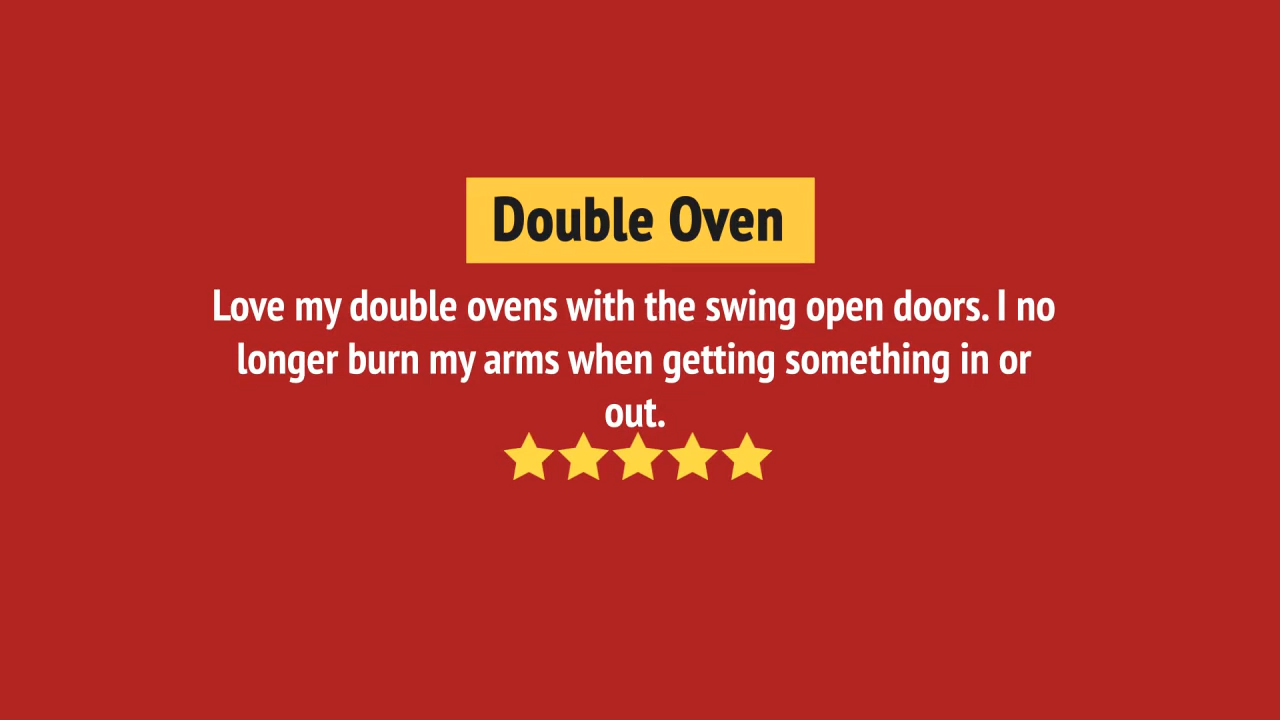 Double Oven
Love my double ovens with the swing open doors. I no
longer burn my arms when getting something in or
out.